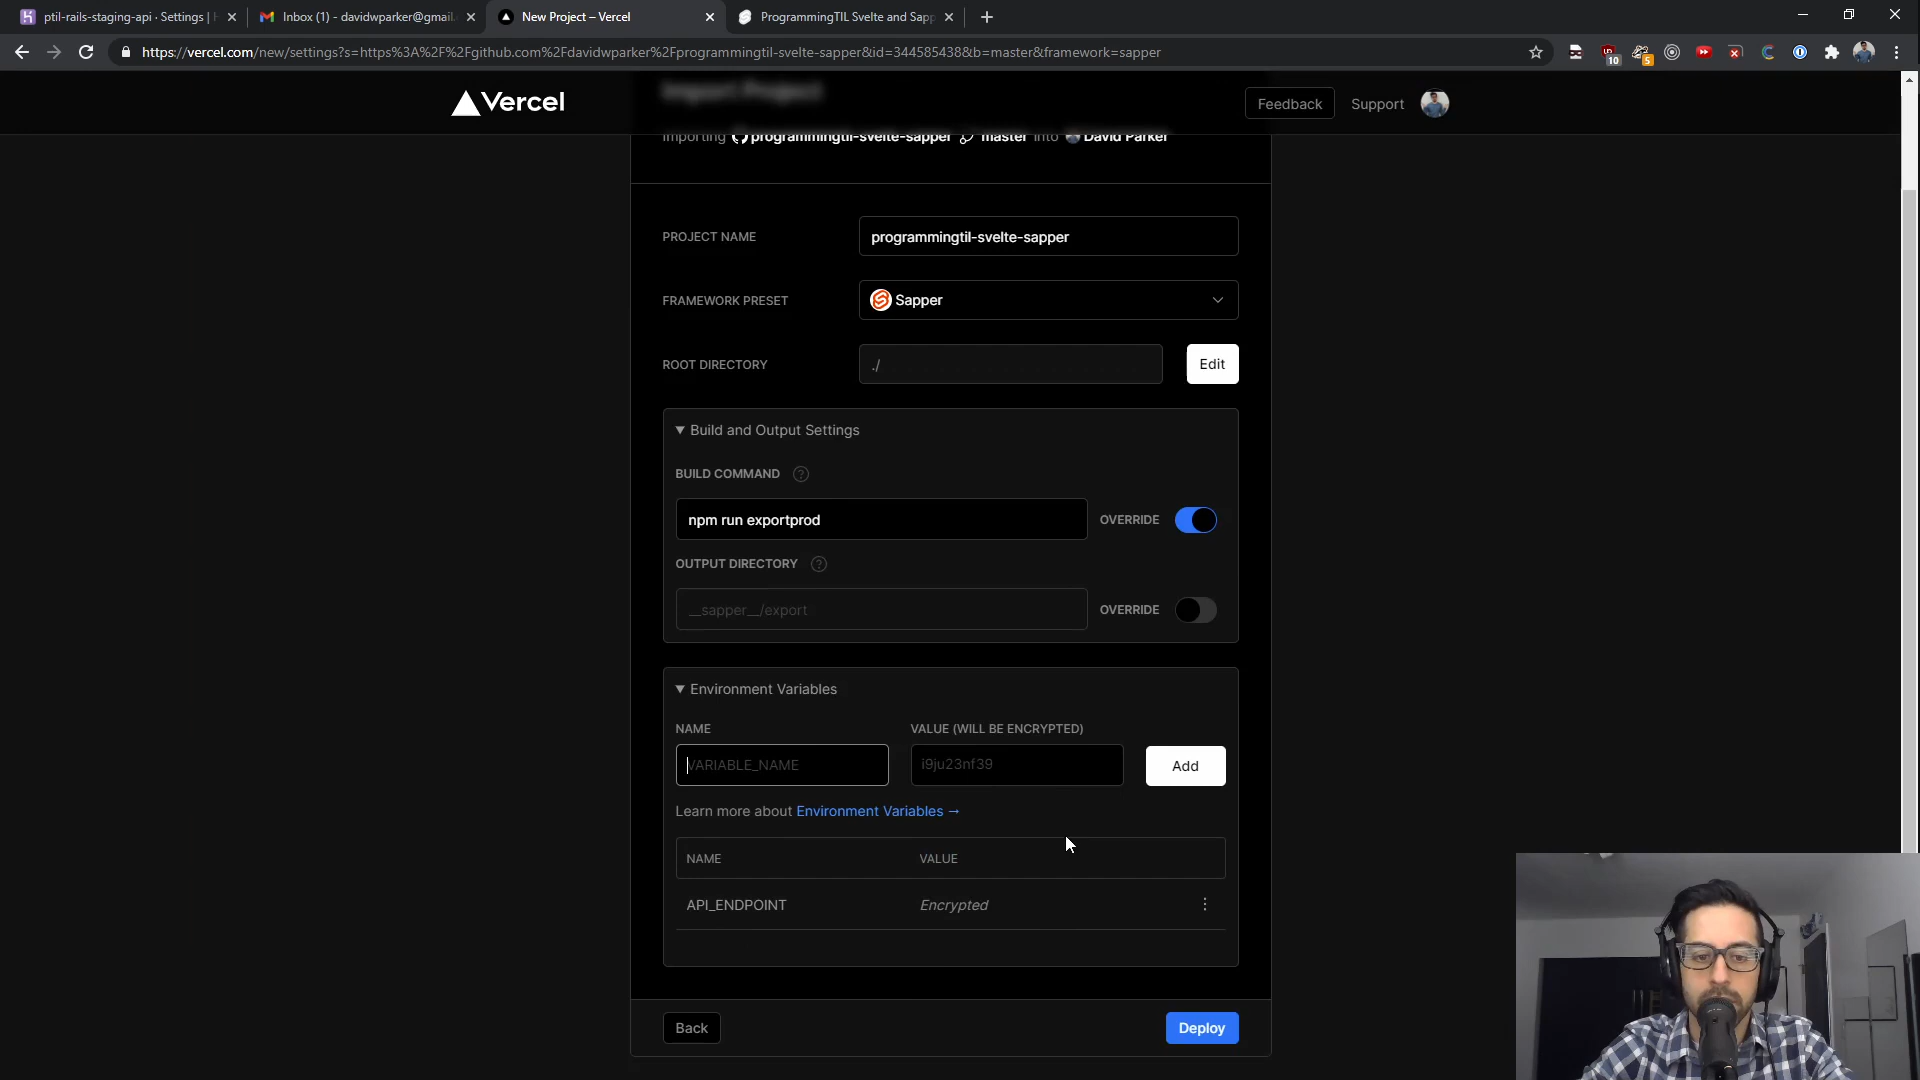 ptil-rails-staging-api · Settings | H
Inbox (1) - davidwparker@gmail.
New Project – Vercel
ProgrammingTIL Svelte and Sapp
https://vercel.com/new/settings?s=https%3A%2F%2Fgithub.com%2Fdavidwparker%2Fprogrammingtil-svelte-sapper&id=344585438&b=master&framework=sapper
10
5
Vercel
Import Project
Feedback
Support
Importing programmingtil-svelte-sapper master into David Parker
PROJECT NAME
programmingtil-svelte-sapper
FRAMEWORK PRESET
Sapper
ROOT DIRECTORY
./
Edit
Build and Output Settings
BUILD COMMAND ?
npm run exportprod
OVERRIDE
OUTPUT DIRECTORY ?
__sapper__/export
OVERRIDE
Environment Variables
NAME
VALUE (WILL BE ENCRYPTED)
VARIABLE_NAME
i9ju23nf39
Add
Learn more about Environment Variables →
NAME
VALUE
API_ENDPOINT
Encrypted
Back
Deploy